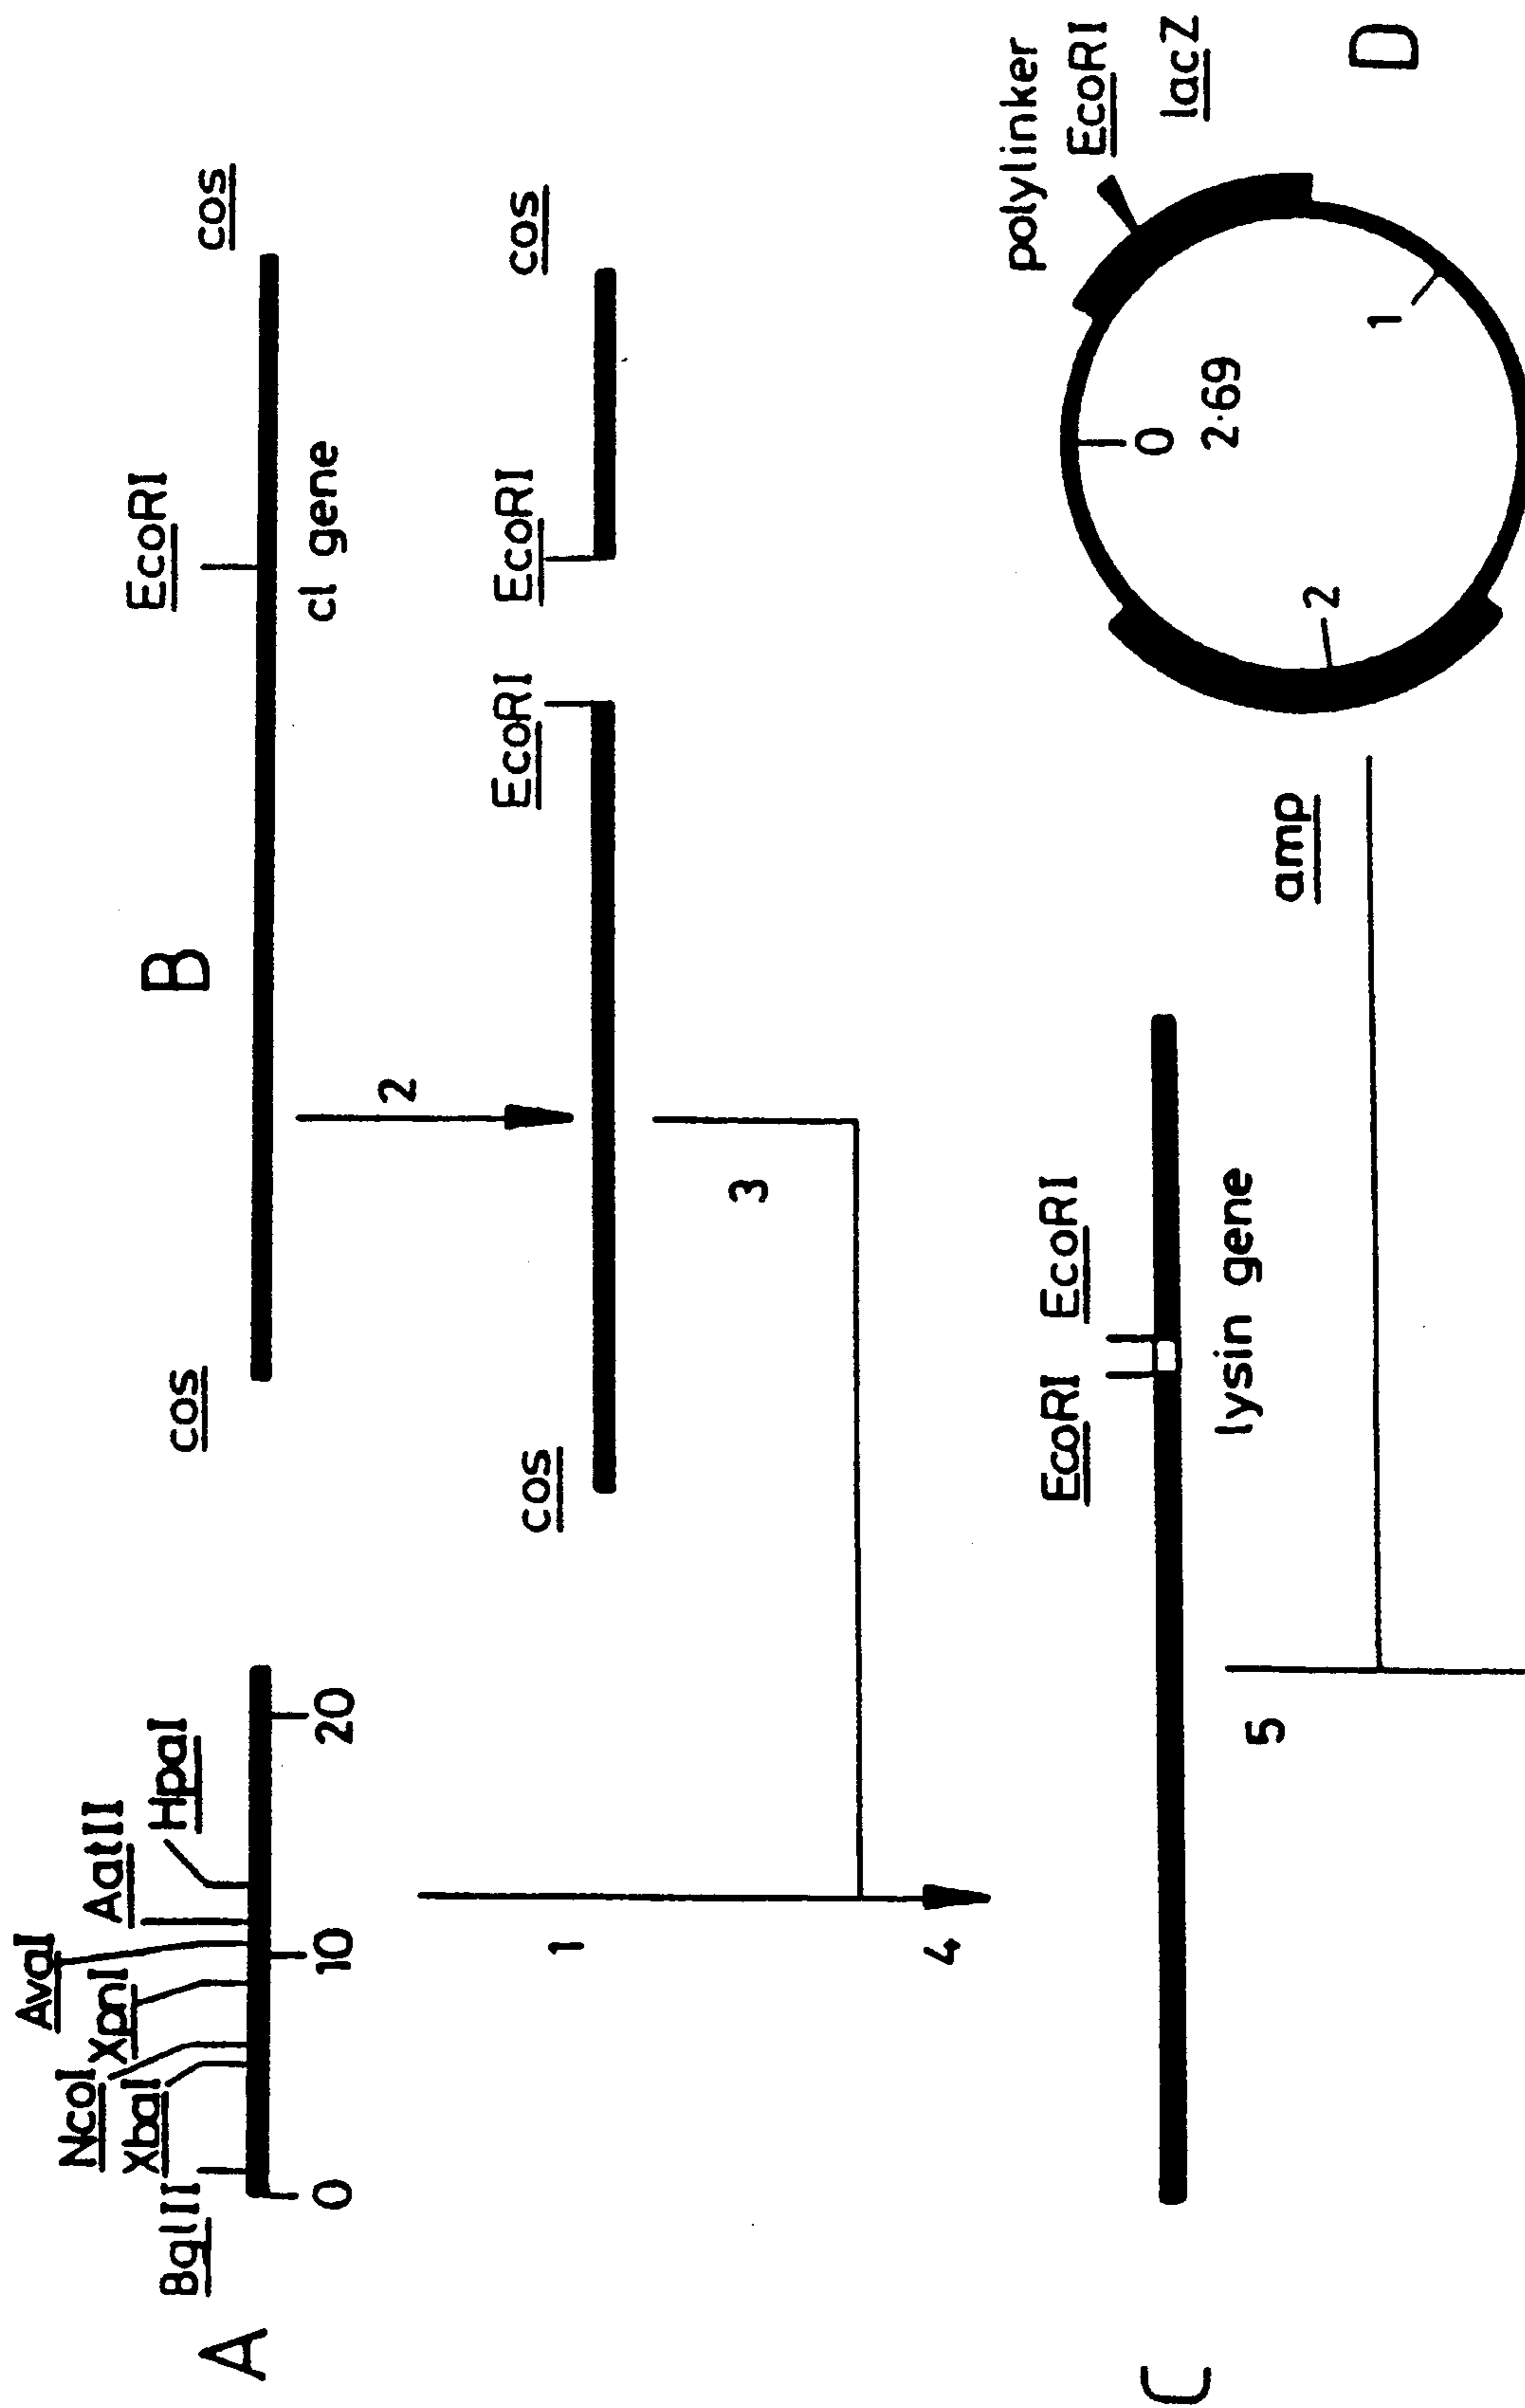 A
BglII
NcoI
XbaI
XpnI
AvaI
AatII
HpaI
0
10
20
B
cos
EcoRI
cos
cI gene
2
cos
EcoRI
EcoRI
cos
1
3
4
C
EcoRI
EcoRI
lysin gene
5
polylinker
EcoRI
lacZ
0
2·69
1
2
amp
D